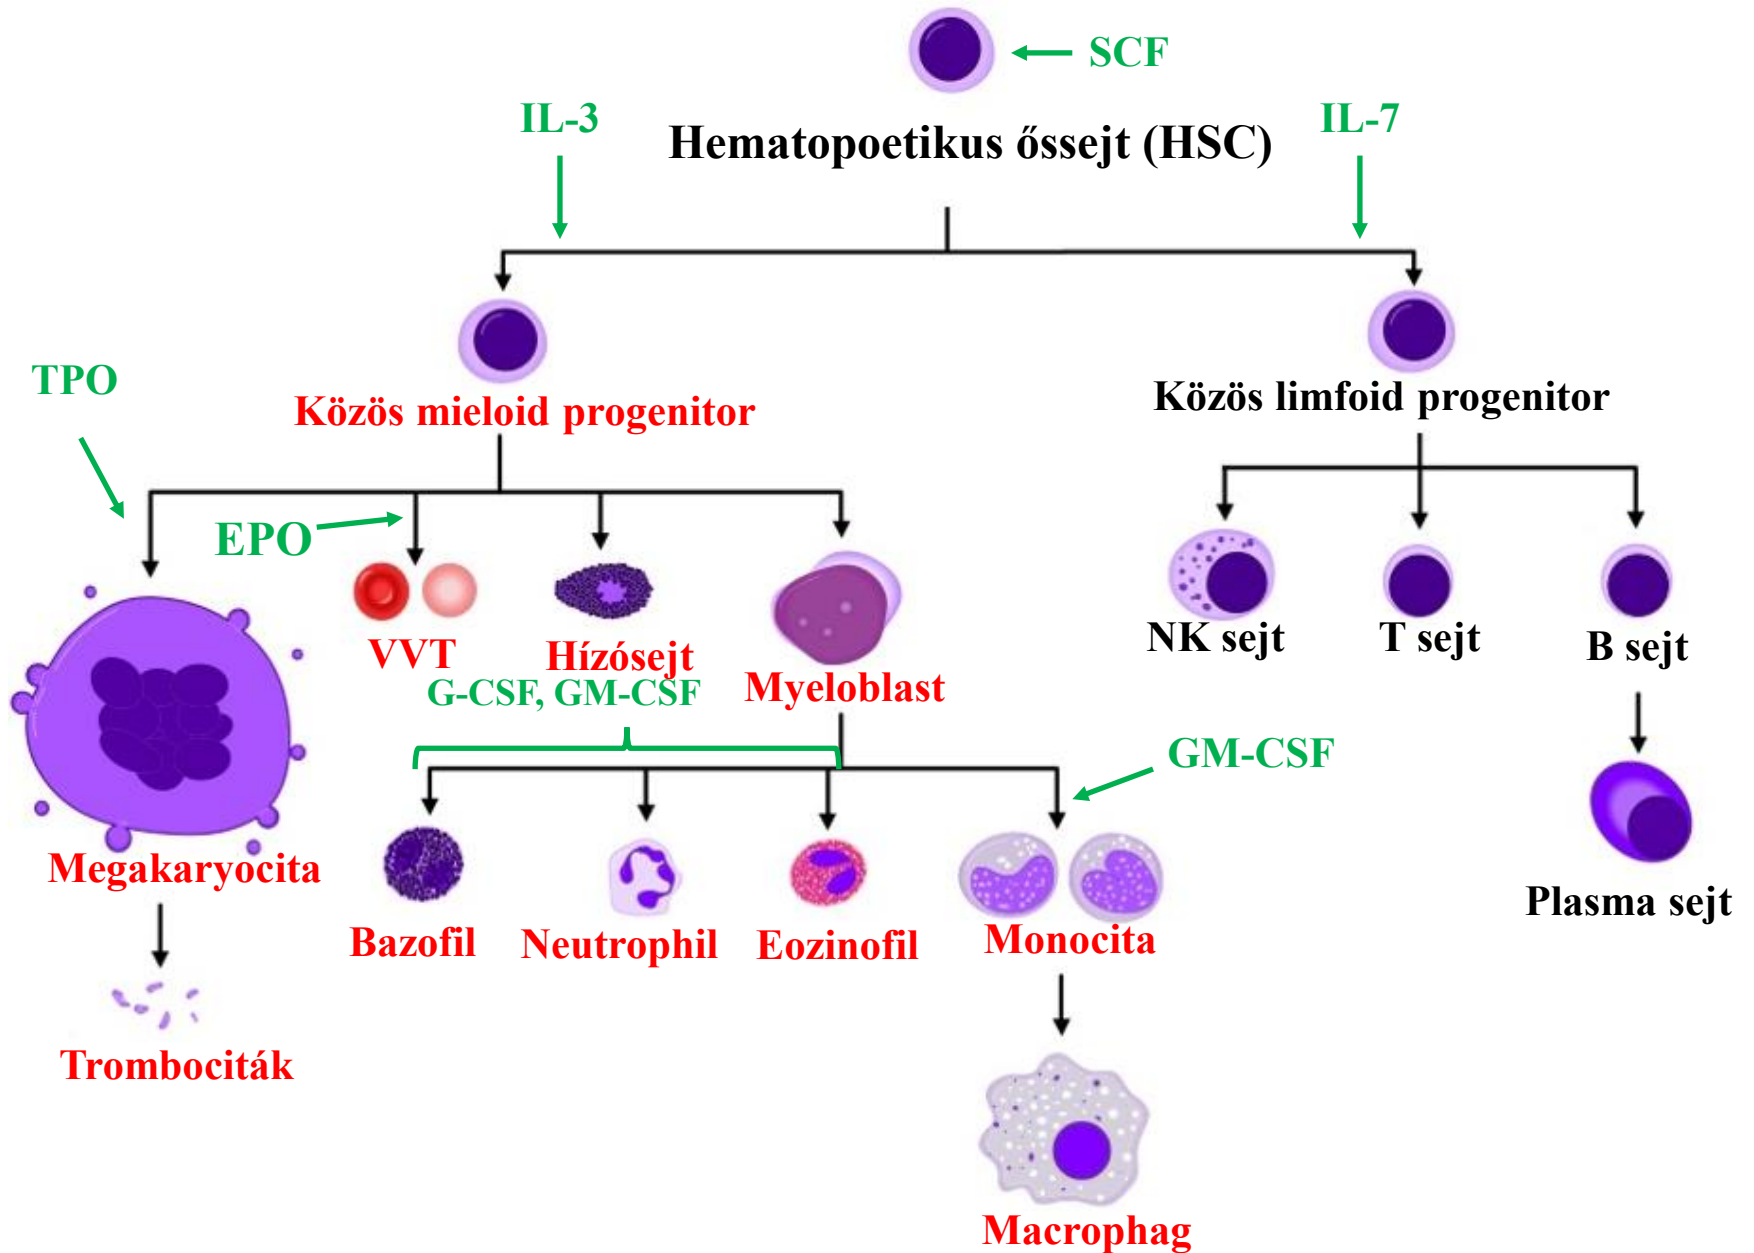 SCF
IL-3
IL-7
Hematopoetikus őssejt (HSC)
TPO
Közös mieloid progenitor
Közös limfoid progenitor
EPO
VVT
Hízósejt
Myeloblast
NK sejt
T sejt
B sejt
G-CSF, GM-CSF
GM-CSF
Megakaryocita
Bazofil
Neutrophil
Eozinofil
Monocita
Plasma sejt
Trombociták
Macrophag